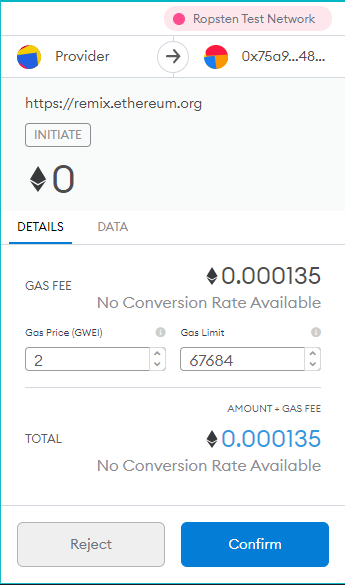 Ropsten Test Network
Provider 0x75a9...48...
https://remix.ethereum.org
INITIATE
0
DETAILS DATA
GAS FEE 0.000135
No Conversion Rate Available
Gas Price (GWEI) Gas Limit
2 67684
AMOUNT + GAS FEE
TOTAL 0.000135
No Conversion Rate Available
Reject Confirm